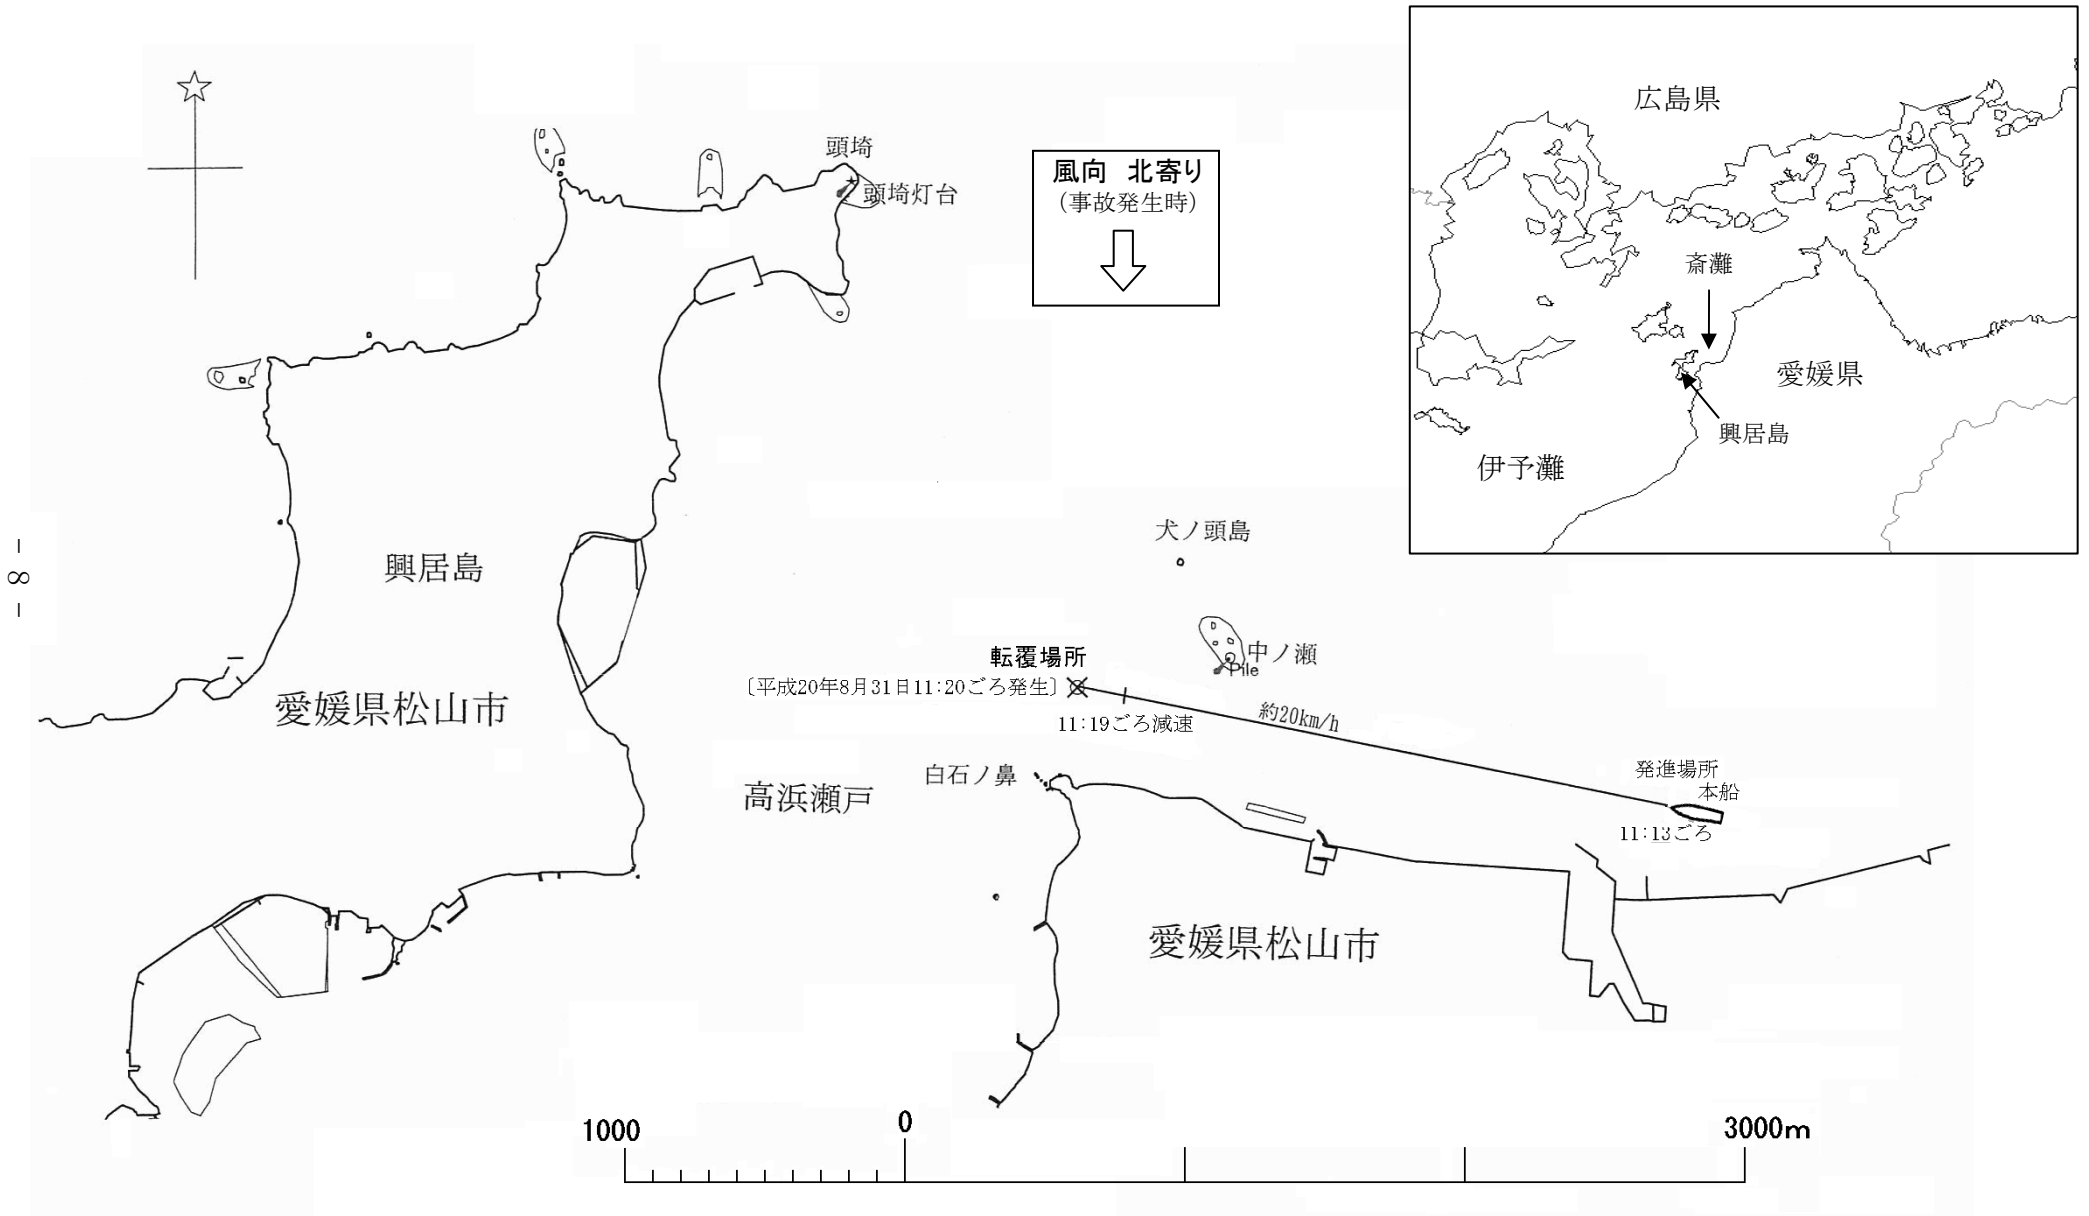 広島県
斎灘
愛媛県
興居島
伊予灘
風向 北寄り
(事故発生時)
頭埼
頭埼灯台
犬ノ頭島
中ノ瀬
Pile
興居島
愛媛県松山市
転覆場所
〔平成20年8月31日11:20ごろ発生〕
11:19ごろ減速
約20km/h
発進場所
本船
11:13ごろ
白石ノ鼻
高浜瀬戸
愛媛県松山市
1000
0
3000m
- 8 -